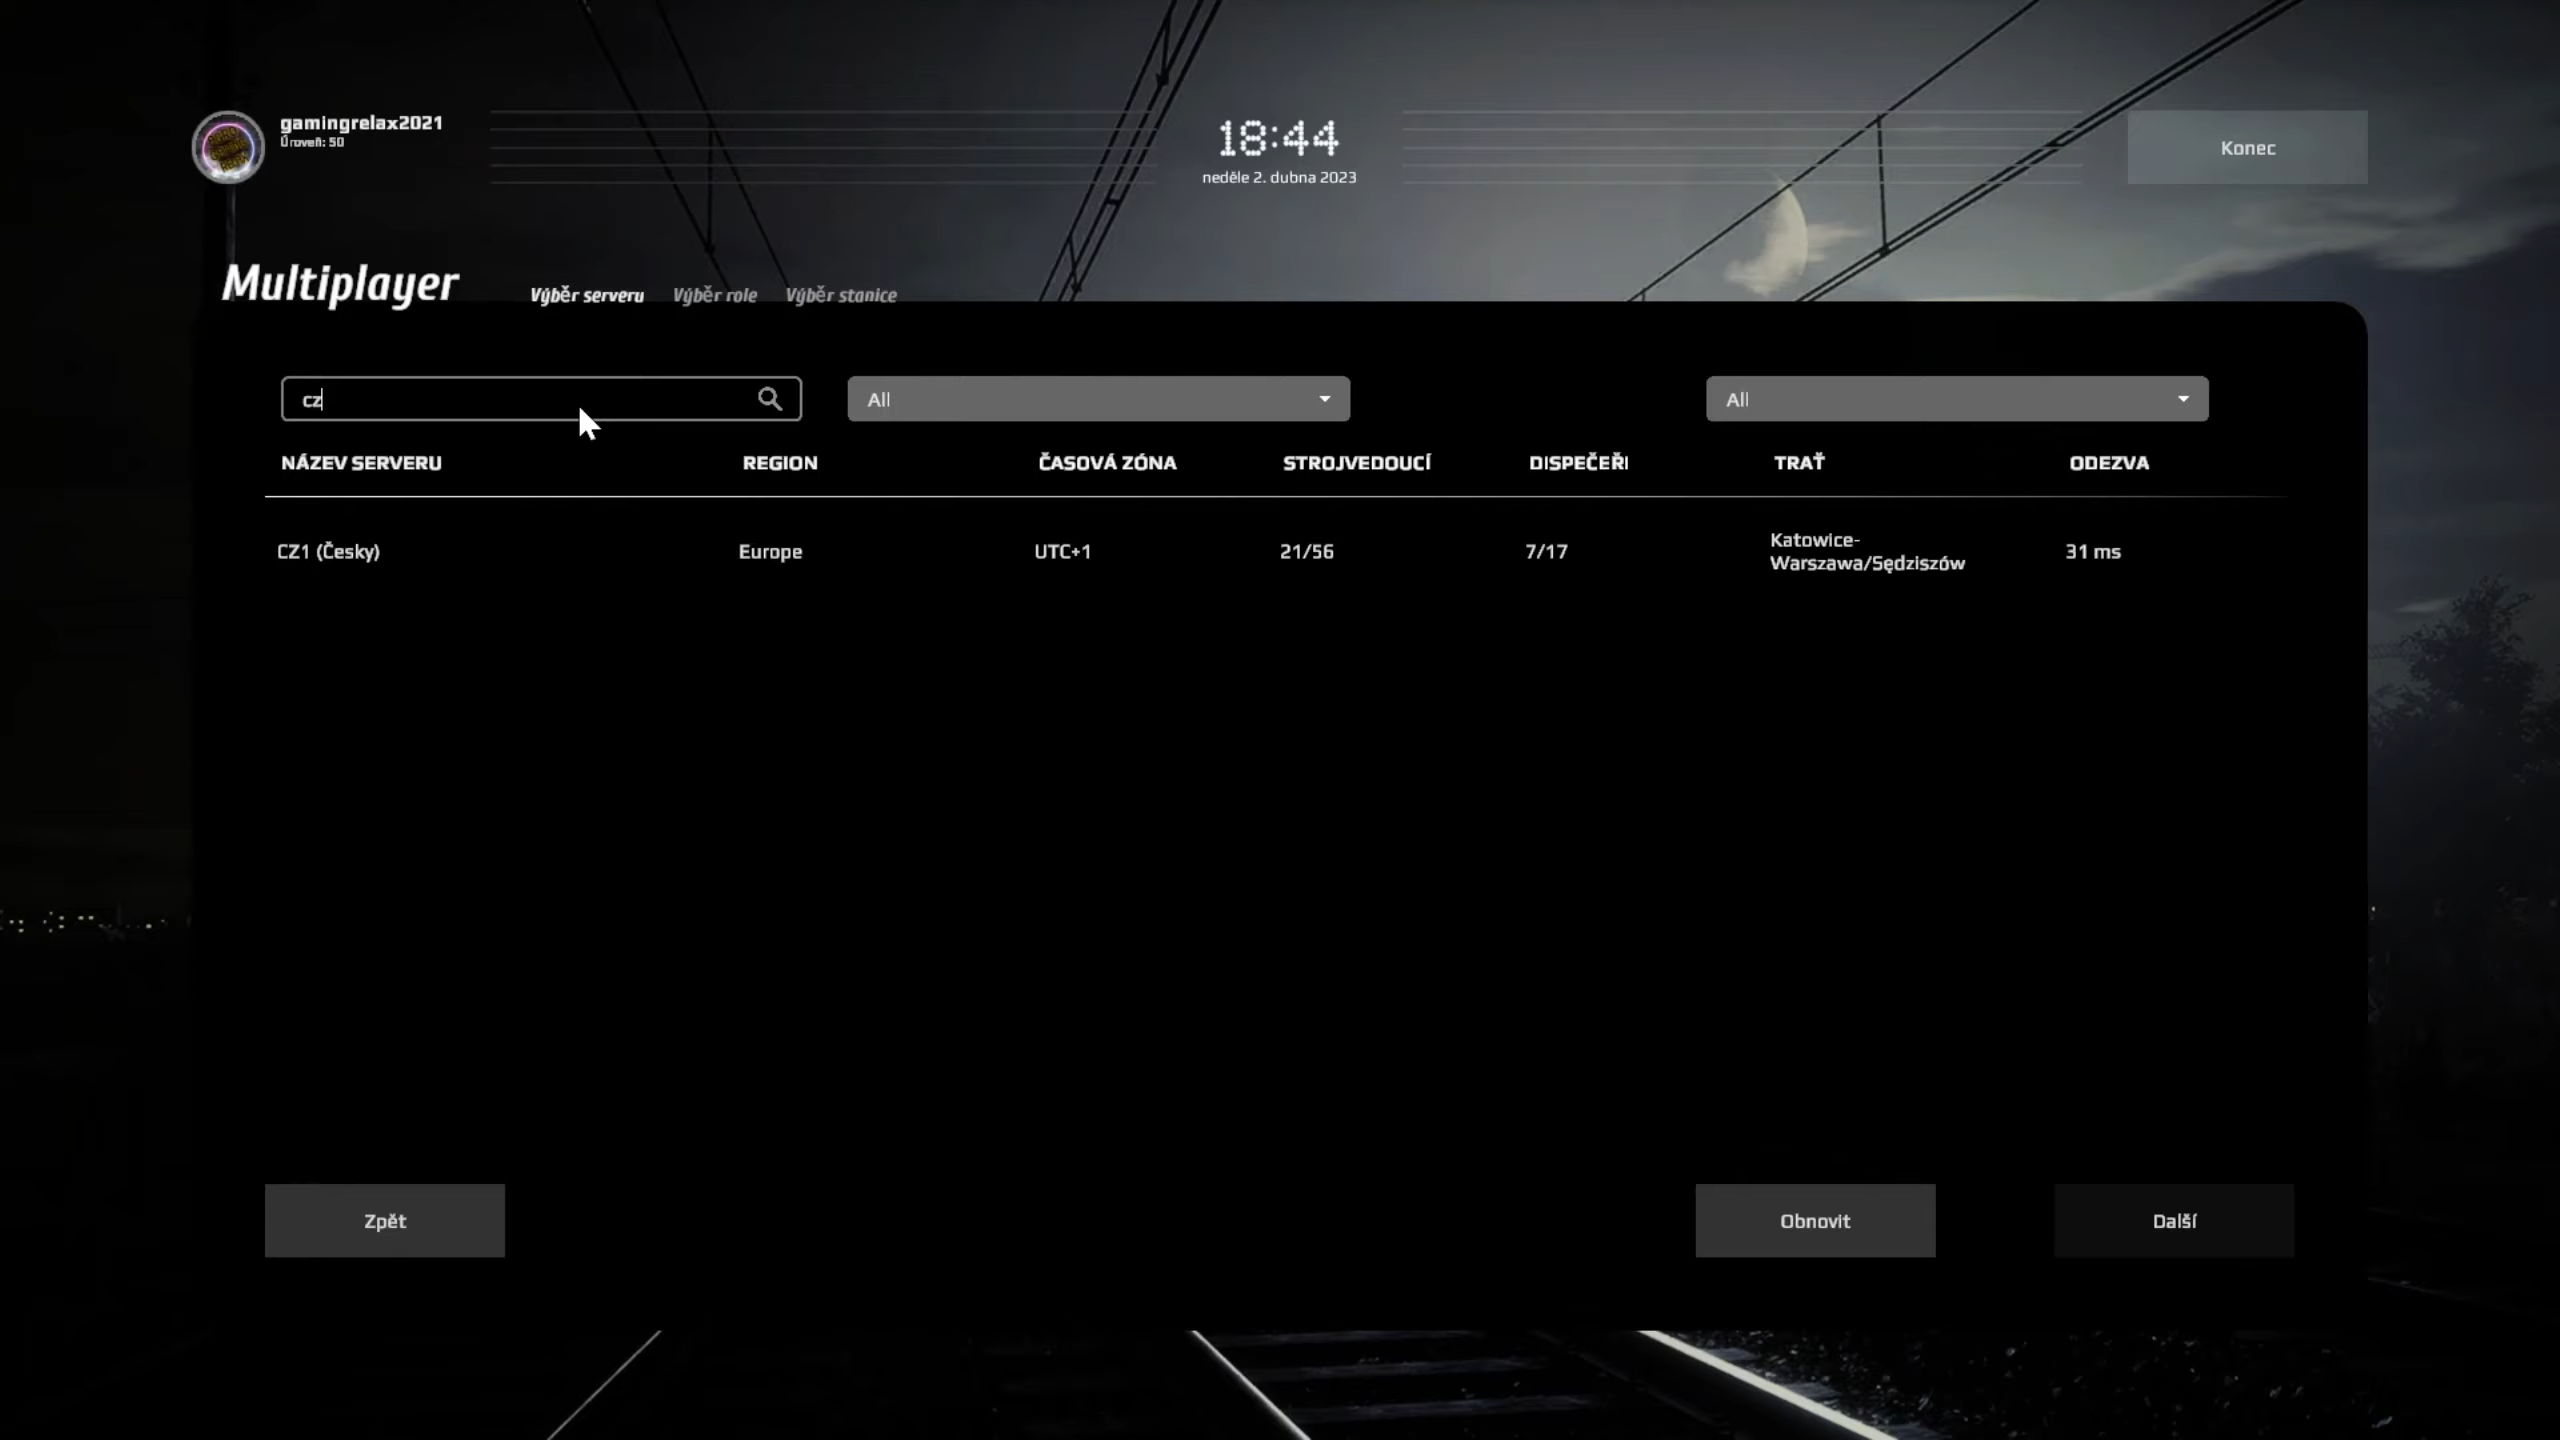 gamingrelax2021
Úroveň: 50
18:44
neděle 2. dubna 2023
Konec
Multiplayer
Výběr serveru Výběr role Výběr stanice
cz
All
All
NÁZEV SERVERU REGION ČASOVÁ ZÓNA STROJVEDOUCÍ DISPEČEŘI TRAŤ ODEZVA
CZ1 (Česky) Europe UTC+1 21/56 7/17 Katowice-
Warszawa/Sędziszów 31 ms
Zpět
Obnovit
Další